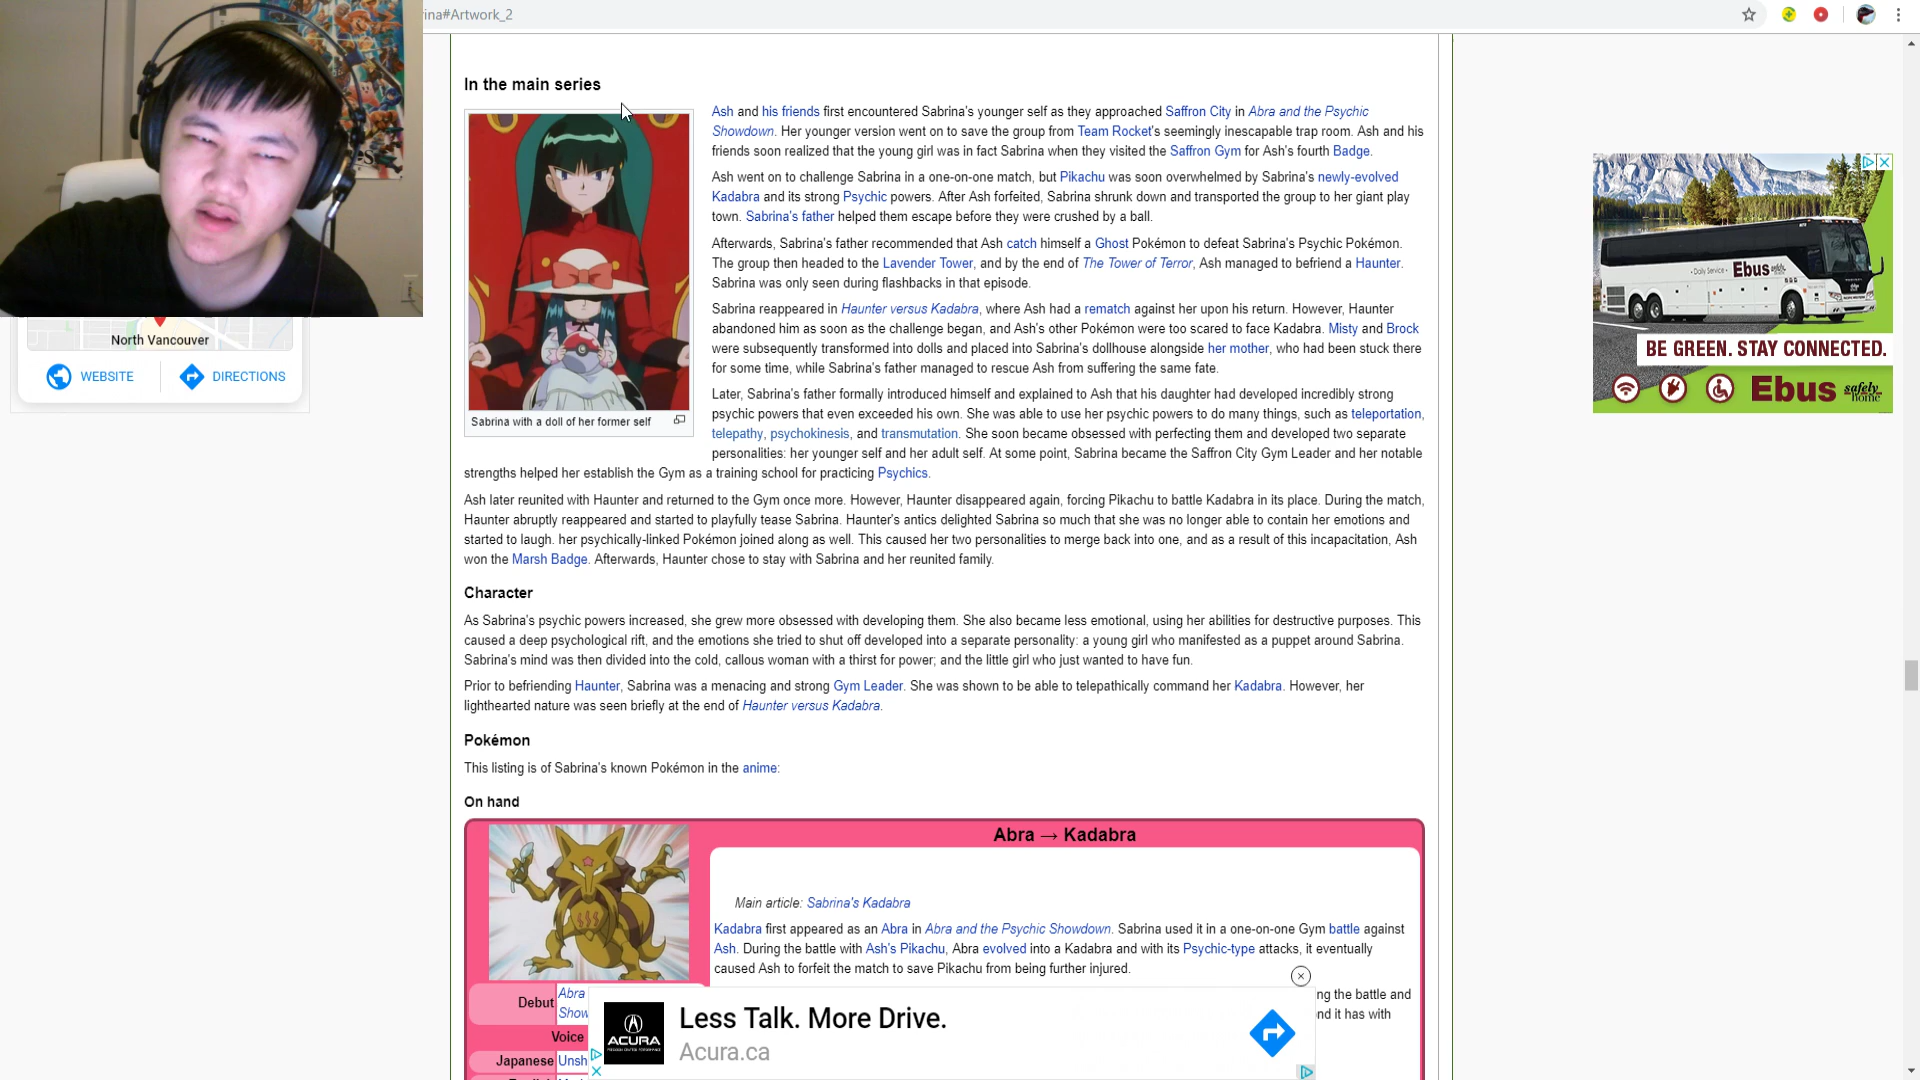 rina#Artwork_2
In the main series
Ash and his friends first encountered Sabrina's younger self as they approached Saffron City in Abra and the Psychic
Showdown. Her younger version went on to save the group from Team Rocket's seemingly inescapable trap room. Ash and his
friends soon realized that the young girl was in fact Sabrina when they visited the Saffron Gym for Ash's fourth Badge.
Ash went on to challenge Sabrina in a one-on-one match, but Pikachu was soon overwhelmed by Sabrina's newly-evolved
Kadabra and its strong Psychic powers. After Ash forfeited, Sabrina shrunk down and transported the group to her giant play
town. Sabrina's father helped them escape before they were crushed by a ball.
Afterwards, Sabrina's father recommended that Ash catch himself a Ghost Pokémon to defeat Sabrina's Psychic Pokémon.
The group then headed to the Lavender Tower, and by the end of The Tower of Terror, Ash managed to befriend a Haunter.
Sabrina was only seen during flashbacks in that episode.
Sabrina reappeared in Haunter versus Kadabra, where Ash had a rematch against her upon his return. However, Haunter
abandoned him as soon as the challenge began, and Ash's other Pokémon were too scared to face Kadabra. Misty and Brock
were subsequently transformed into dolls and placed into Sabrina's dollhouse alongside her mother, who had been stuck there
for some time, while Sabrina's father managed to rescue Ash from suffering the same fate.
Sabrina with a doll of her former self
Later, Sabrina's father formally introduced himself and explained to Ash that his daughter had developed incredibly strong
psychic powers that even exceeded his own. She was able to use her psychic powers to do many things, such as teleportation,
telepathy, psychokinesis, and transmutation. She soon became obsessed with perfecting them and developed two separate
personalities: her younger self and her adult self. At some point, Sabrina became the Saffron City Gym Leader and her notable
strengths helped her establish the Gym as a training school for practicing Psychics.
Ash later reunited with Haunter and returned to the Gym once more. However, Haunter disappeared again, forcing Pikachu to battle Kadabra in its place. During the match,
Haunter abruptly reappeared and started to playfully tease Sabrina. Haunter's antics delighted Sabrina so much that she was no longer able to contain her emotions and
started to laugh. her psychically-linked Pokémon joined along as well. This caused her two personalities to merge back into one, and as a result of this incapacitation, Ash
won the Marsh Badge. Afterwards, Haunter chose to stay with Sabrina and her reunited family.
Character
As Sabrina's psychic powers increased, she grew more obsessed with developing them. She also became less emotional, using her abilities for destructive purposes. This
caused a deep psychological rift, and the emotions she tried to shut off developed into a separate personality: a young girl who manifested as a puppet around Sabrina.
Sabrina's mind was then divided into the cold, callous woman with a thirst for power; and the little girl who just wanted to have fun.
Prior to befriending Haunter, Sabrina was a menacing and strong Gym Leader. She was shown to be able to telepathically command her Kadabra. However, her
lighthearted nature was seen briefly at the end of Haunter versus Kadabra.
Pokémon
This listing is of Sabrina's known Pokémon in the anime:
On hand
Abra → Kadabra
Main article: Sabrina's Kadabra
Kadabra first appeared as an Abra in Abra and the Psychic Showdown. Sabrina used it in a one-on-one Gym battle against
Ash. During the battle with Ash's Pikachu, Abra evolved into a Kadabra and with its Psychic-type attacks, it eventually
caused Ash to forfeit the match to save Pikachu from being further injured.
ng the battle and
nd it has with
Debut
Abra
Show
Voice
Japanese
Unsh
ACURA
Less Talk. More Drive.
Acura.ca
North Vancouver
WEBSITE
DIRECTIONS
Daily Service
Ebus
BE GREEN. STAY CONNECTED.
Ebus safely home